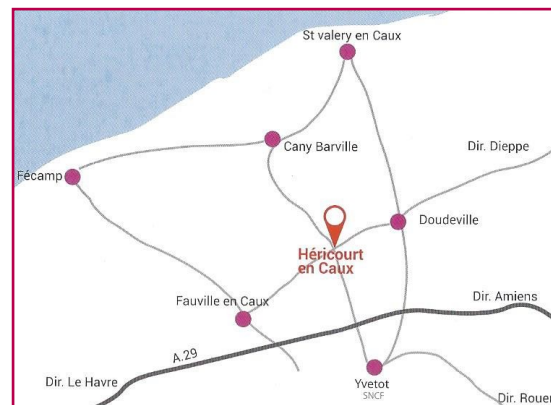 St valery en Caux
Cany Barville
Dir. Dieppe
Fécamp
Doudeville
Héricourt
en Caux
Fauville en Caux
Dir. Amiens
A.29
Dir. Le Havre
Yvetot
SNCF
Dir. Rouen